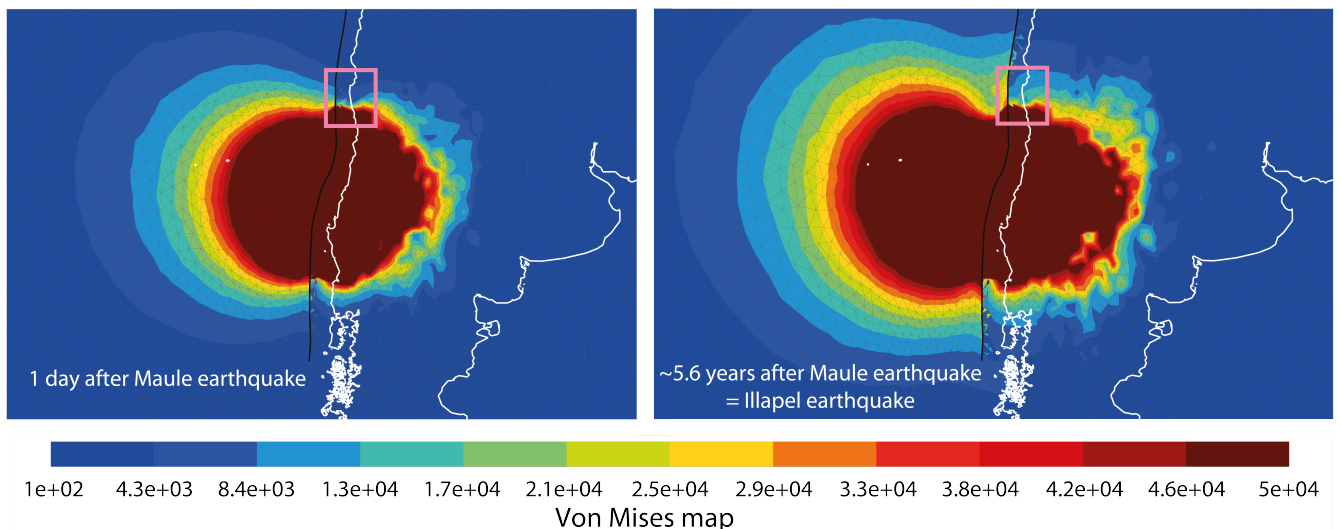 1 day after Maule earthquake
~5.6 years after Maule earthquake
= Illapel earthquake
1e+02 4.3e+03 8.4e+03 1.3e+04 1.7e+04 2.1e+04 2.5e+04 2.9e+04 3.3e+04 3.8e+04 4.2e+04 4.6e+04 5e+04
Von Mises map